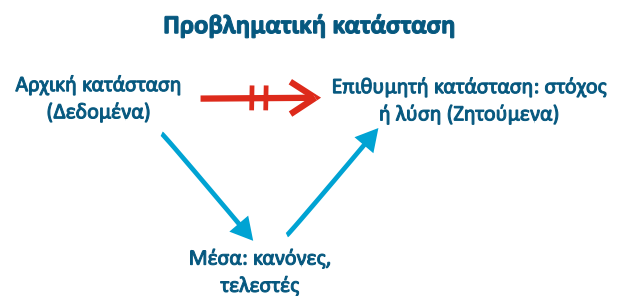 Προβληματική κατάσταση
Αρχική κατάσταση
(Δεδομένα)
Επιθυμητή κατάσταση: στόχος
ή λύση (Ζητούμενα)
Μέσα: κανόνες,
τελεστές